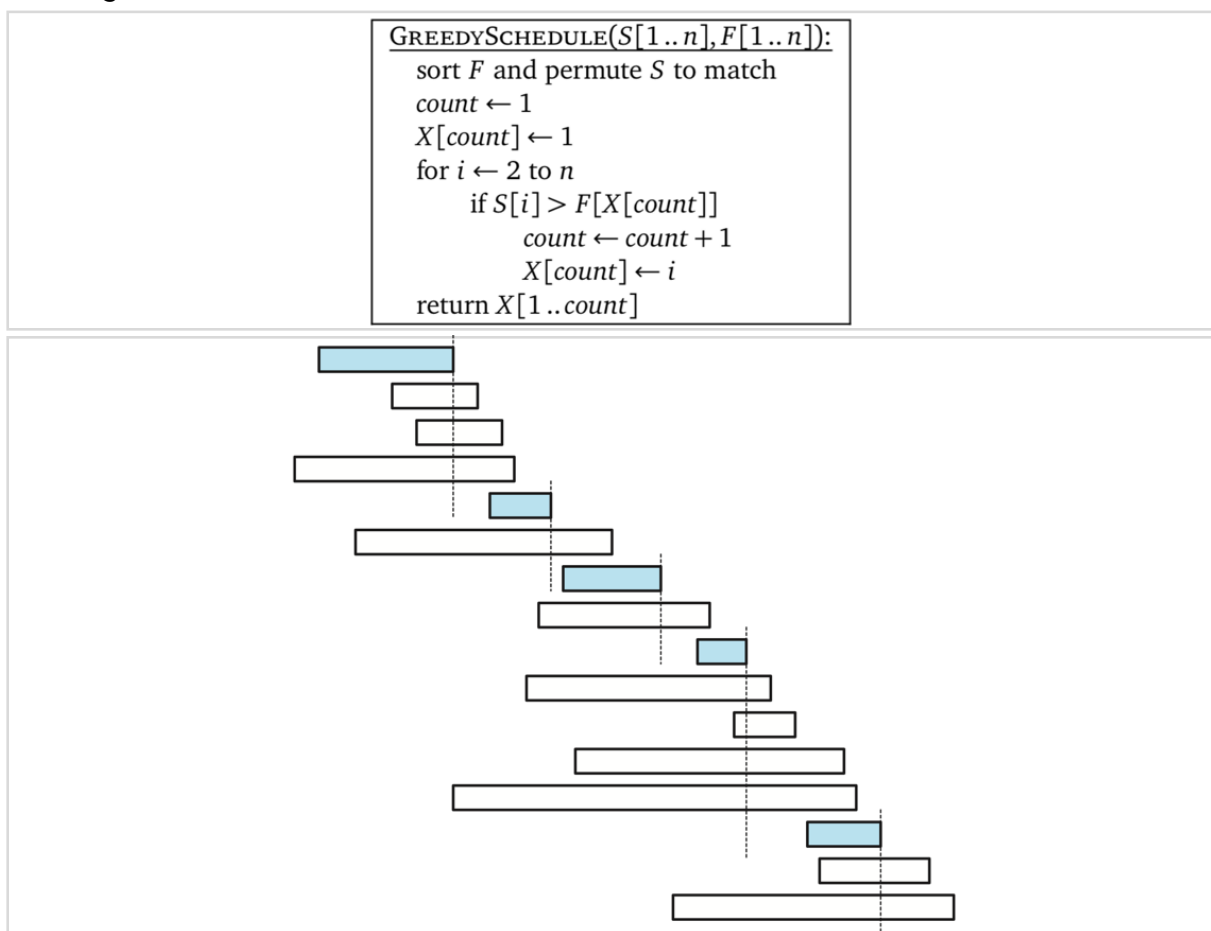 GREEDYSCHEDULE(S[1..n],F[1..n]):
sort F and permute S to match
count ← 1
X[count] ← 1
for i ← 2 to n
if S[i] > F[X[count]]
count ← count + 1
X[count] ← i
return X[1..count]